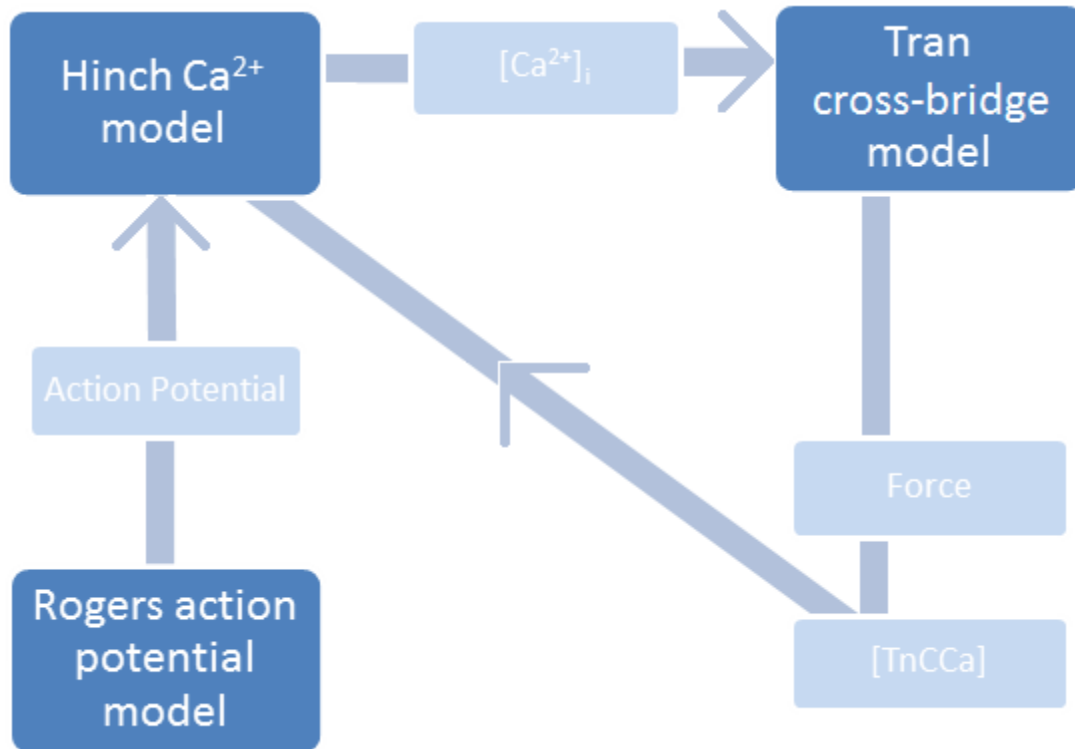 Hinch Ca²⁺
model
[Ca²⁺]ᵢ
Tran
cross-bridge
model
Action Potential
Force
Rogers action
potential
model
[TnCCa]